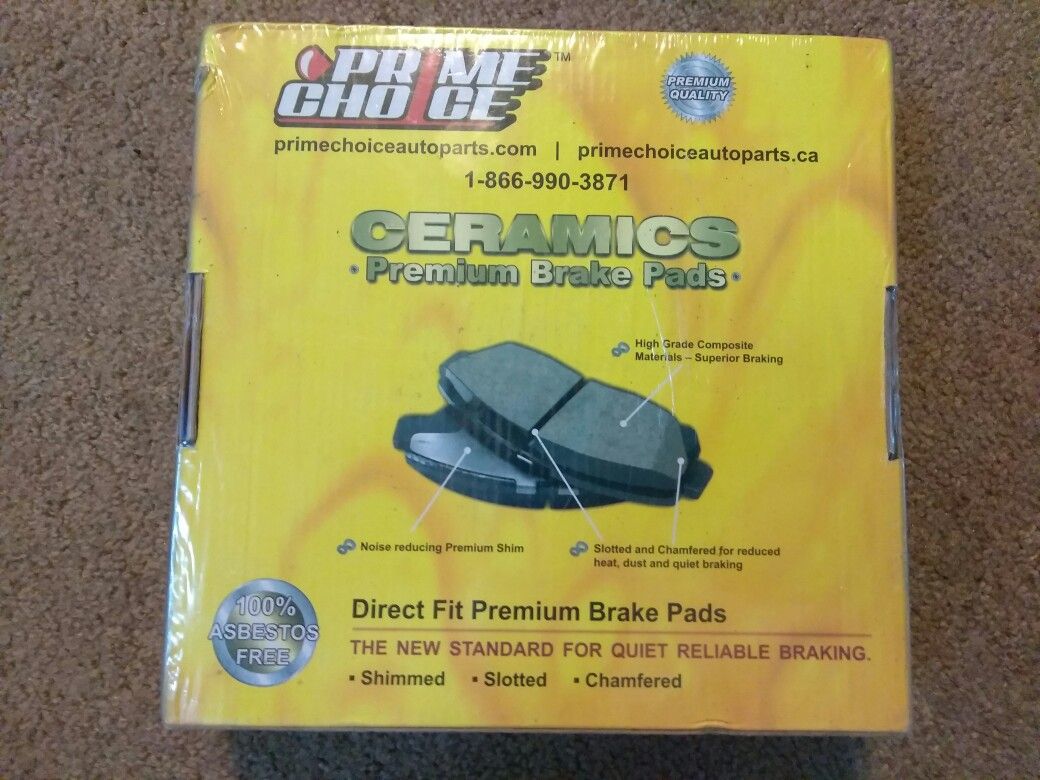 PRIME
CHOICE
TM
PREMIUM
QUALITY
primechoiceautoparts.com | primechoiceautoparts.ca
1-866-990-3871
CERAMICS
• Premium Brake Pads •
High Grade Composite
Materials – Superior Braking
Noise reducing Premium Shim
Slotted and Chamfered for reduced
heat, dust and quiet braking
100%
ASBESTOS
FREE
Direct Fit Premium Brake Pads
THE NEW STANDARD FOR QUIET RELIABLE BRAKING.
▪ Shimmed ▪ Slotted ▪ Chamfered